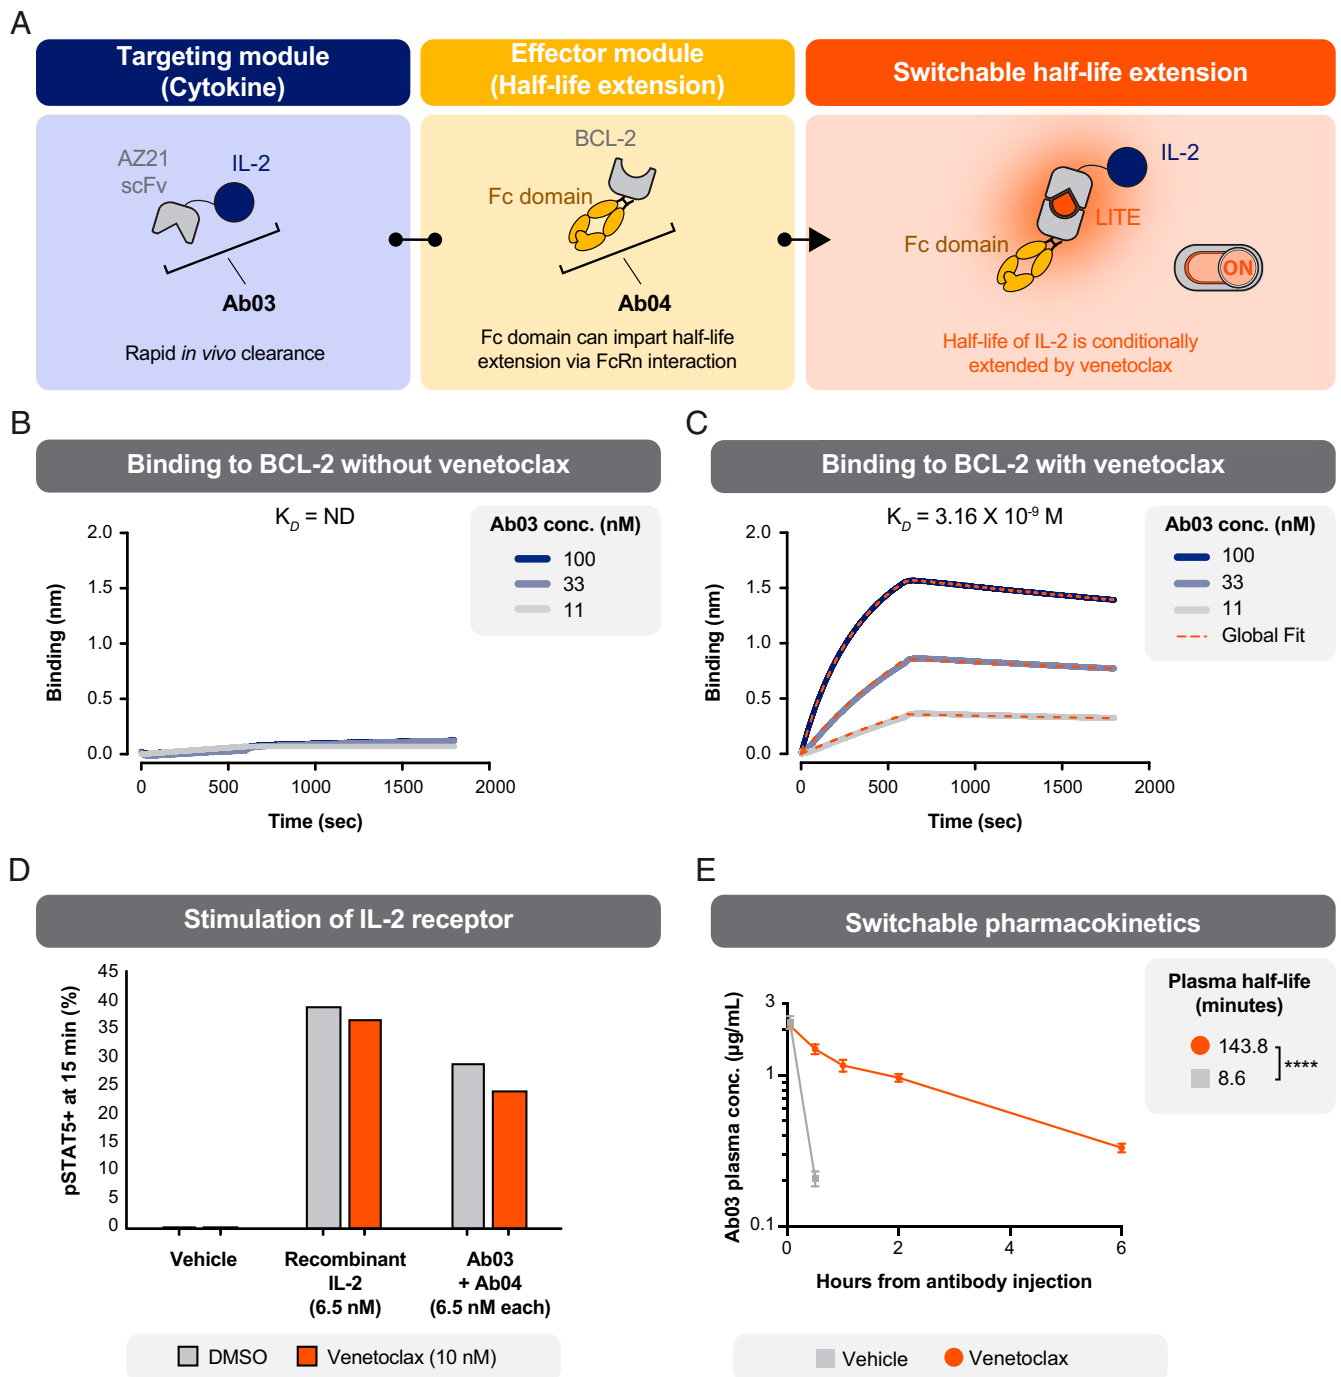 A
Targeting module
(Cytokine)
Effector module
(Half-life extension)
Switchable half-life extension
AZ21
scFv
IL-2
Ab03
Rapid in vivo clearance
BCL-2
Fc domain
Ab04
Fc domain can impart half-life
extension via FcRn interaction
IL-2
LITE
Fc domain
ON
Half-life of IL-2 is conditionally
extended by venetoclax
B
Binding to BCL-2 without venetoclax
K_D = ND
Ab03 conc. (nM)
100
33
11
2.0
1.5
1.0
0.5
0.0
Binding (nm)
0 500 1000 1500 2000
Time (sec)
C
Binding to BCL-2 with venetoclax
K_D = 3.16 X 10⁻⁹ M
Ab03 conc. (nM)
100
33
11
Global Fit
2.0
1.5
1.0
0.5
0.0
Binding (nm)
0 500 1000 1500 2000
Time (sec)
D
Stimulation of IL-2 receptor
pSTAT5+ at 15 min (%)
45
40
35
30
25
20
15
10
5
0
Vehicle
Recombinant
IL-2
(6.5 nM)
Ab03
+ Ab04
(6.5 nM each)
DMSO
Venetoclax (10 nM)
E
Switchable pharmacokinetics
Plasma half-life
(minutes)
143.8
8.6
****
Ab03 plasma conc. (µg/mL)
3
1
0.1
0 2 4 6
Hours from antibody injection
Vehicle
Venetoclax